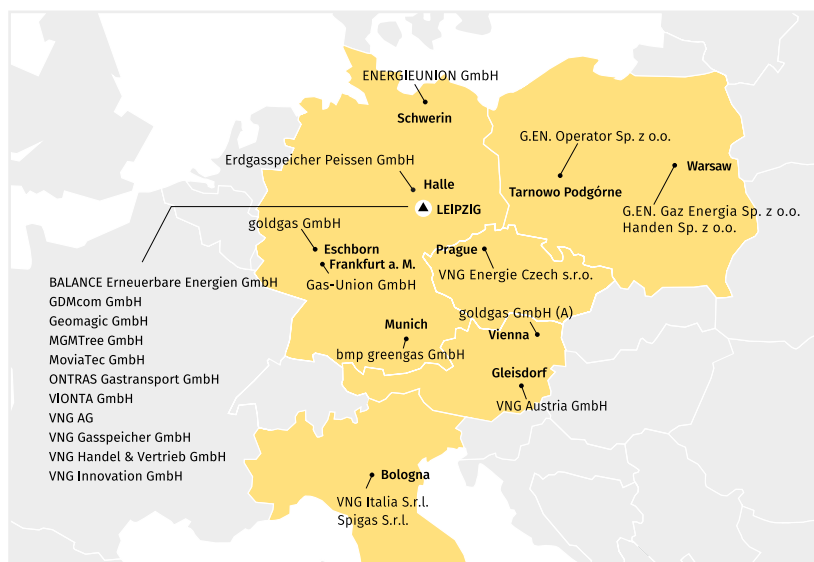 ENERGIEUNION GmbH
Schwerin
G.EN. Operator Sp. z o.o.
Warsaw
Tarnowo Podgórne
G.EN. Gaz Energia Sp. z o.o.
Handen Sp. z o.o.
Erdgasspeicher Peissen GmbH
Halle
LEIPZIG
goldgas GmbH
Eschborn
Frankfurt a. M.
Gas-Union GmbH
Prague
VNG Energie Czech s.r.o.
goldgas GmbH (A)
Vienna
Munich
bmp greengas GmbH
Gleisdorf
VNG Austria GmbH
BALANCE Erneuerbare Energien GmbH
GDMcom GmbH
Geomagic GmbH
MGMTree GmbH
MoviaTec GmbH
ONTRAS Gastransport GmbH
VIONTA GmbH
VNG AG
VNG Gasspeicher GmbH
VNG Handel & Vertrieb GmbH
VNG Innovation GmbH
Bologna
VNG Italia S.r.l.
Spigas S.r.l.